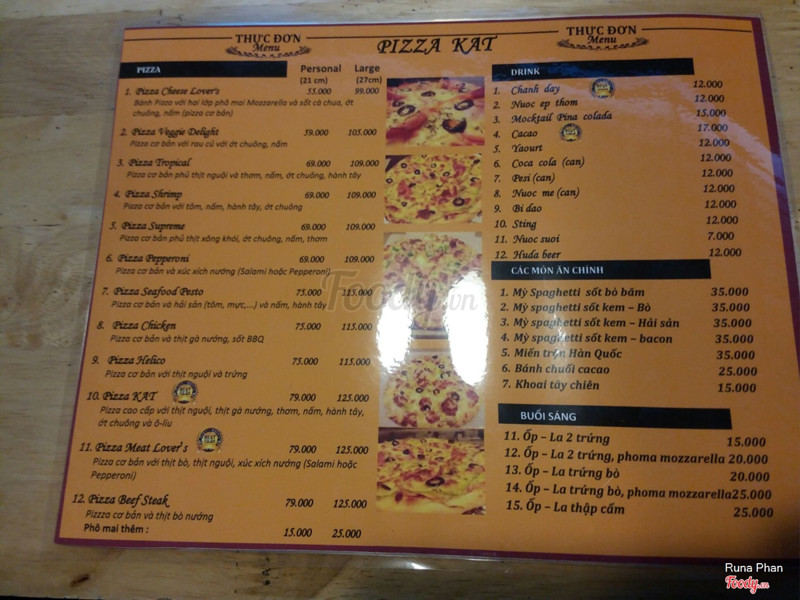 THỰC ĐƠN
Menu
PIZZA KAT
THỰC ĐƠN
Menu
PIZZA
Personal
(21 cm)
Large
(27cm)
1. Pizza Cheese Lover's 55.000 99.000
Bánh Pizza với hai lớp phô mai Mozzarella và sốt cà chua, ớt
chuông, nấm (pizza cơ bản)
2. Pizza Veggie Delight 59.000 105.000
Pizza cơ bản với rau củ với ớt chuông, nấm
3. Pizza Tropical 69.000 109.000
Pizza cơ bản phủ thịt nguội và thơm, nấm, ớt chuông, hành tây
4. Pizza Shrimp 69.000 109.000
Pizza cơ bản với tôm, nấm, hành tây, ớt chuông
5. Pizza Supreme 69.000 109.000
Pizza cơ bản phủ thịt xông khói, ớt chuông, nấm, thơm
6. Pizza Pepperoni 69.000 109.000
Pizza cơ bản và xúc xích nướng (Salami hoặc Pepperoni)
7. Pizza Seafood Pesto 75.000 115.000
Pizza cơ bản và hải sản (tôm, mực,...) và nấm, hành tây
8. Pizza Chicken 75.000 115.000
Pizza cơ bản và thịt gà nướng, sốt BBQ
9. Pizza Helico 75.000 115.000
Pizza cơ bản với thịt nguội và trứng
10. Pizza KAT 79.000 125.000
Pizza cao cấp với thịt nguội, thịt gà nướng, thơm, nấm, hành tây,
ớt chuông và ô-liu
11. Pizza Meat Lover's 79.000 125.000
Pizza cơ bản với thịt bò, thịt nguội, xúc xích nướng (Salami hoặc
Pepperoni)
12. Pizza Beef Steak 79.000 125.000
Pizzza cơ bản và thịt bò nướng
Phô mai thêm : 15.000 25.000
DRINK
1. Chanh day 12.000
2. Nuoc ep thom 12.000
3. Mocktail Pina colada 15.000
4. Cacao 17.000
5. Yaourt 12.000
6. Coca cola (can) 12.000
7. Pesi (can) 12.000
8. Nuoc me (can) 12.000
9. Bi dao 12.000
10. Sting 12.000
11. Nuoc suoi 7.000
12. Huda beer 12.000
CÁC MÓN ĂN CHÍNH
1. Mỳ Spaghetti sốt bò băm 35.000
2. Mỳ spaghetti sốt kem – Bò 35.000
3. Mỳ spaghetti sốt kem – Hải sản 35.000
4. Mỳ spaghetti sốt kem – bacon 35.000
5. Miến trộn Hàn Quốc 35.000
6. Bánh chuối cacao 25.000
7. Khoai tây chiên 15.000
BUỔI SÁNG
11. Ốp – La 2 trứng 15.000
12. Ốp – La 2 trứng, phoma mozzarella 20.000
13. Ốp – La trứng bò 20.000
14. Ốp – La trứng bò, phoma mozzarella 25.000
15. Ốp – La thập cẩm 25.000
Foody.vn
Runa Phan
Foody.vn